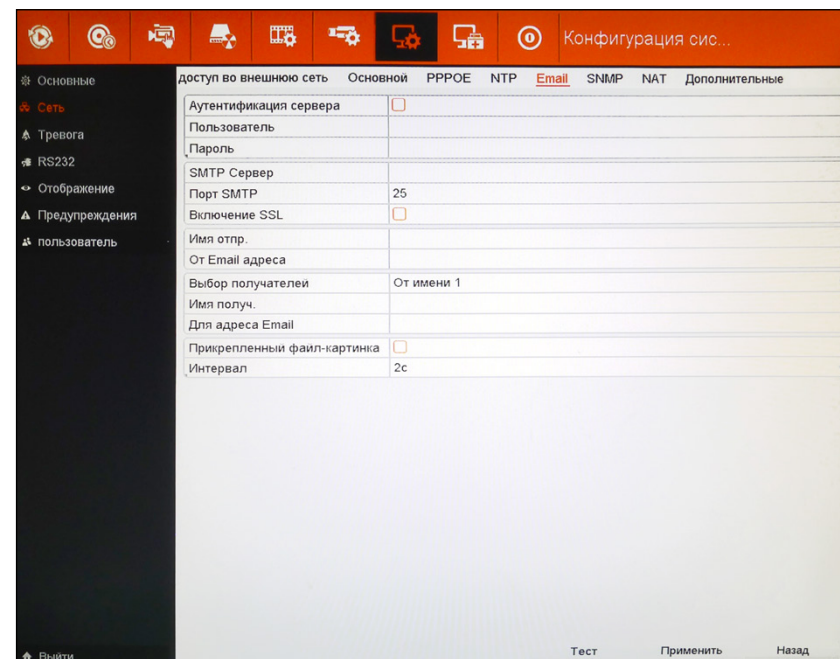 Конфигурация сис...
Основные
Сеть
Тревога
RS232
Отображение
Предупреждения
пользователь
Выйти
доступ во внешнюю сеть Основной PPPOE NTP Email SNMP NAT Дополнительные
Аутентификация сервера
Пользователь
Пароль
SMTP Сервер
Порт SMTP 25
Включение SSL
Имя отпр.
От Email адреса
Выбор получателей От имени 1
Имя получ.
Для адреса Email
Прикрепленный файл-картинка
Интервал 2с
Тест Применить Назад